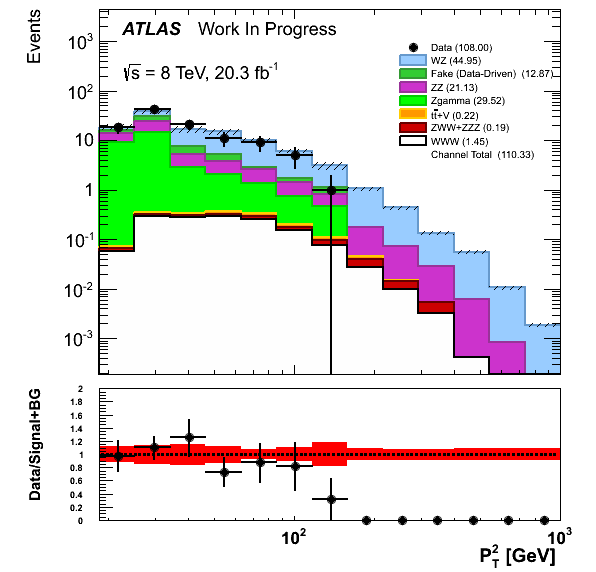 ATLAS Work In Progress
√s = 8 TeV, 20.3 fb⁻¹
Events
Data (108.00)
WZ (44.95)
Fake (Data-Driven) (12.87)
ZZ (21.13)
Zgamma (29.52)
tt̄+V (0.22)
ZWW+ZZZ (0.19)
WWW (1.45)
Channel Total (110.33)
10³
10²
10
1
10⁻¹
10⁻²
10⁻³
Data/Signal+BG
2
1.8
1.6
1.4
1.2
1
0.8
0.6
0.4
0.2
0
10²
10³
P²_T [GeV]